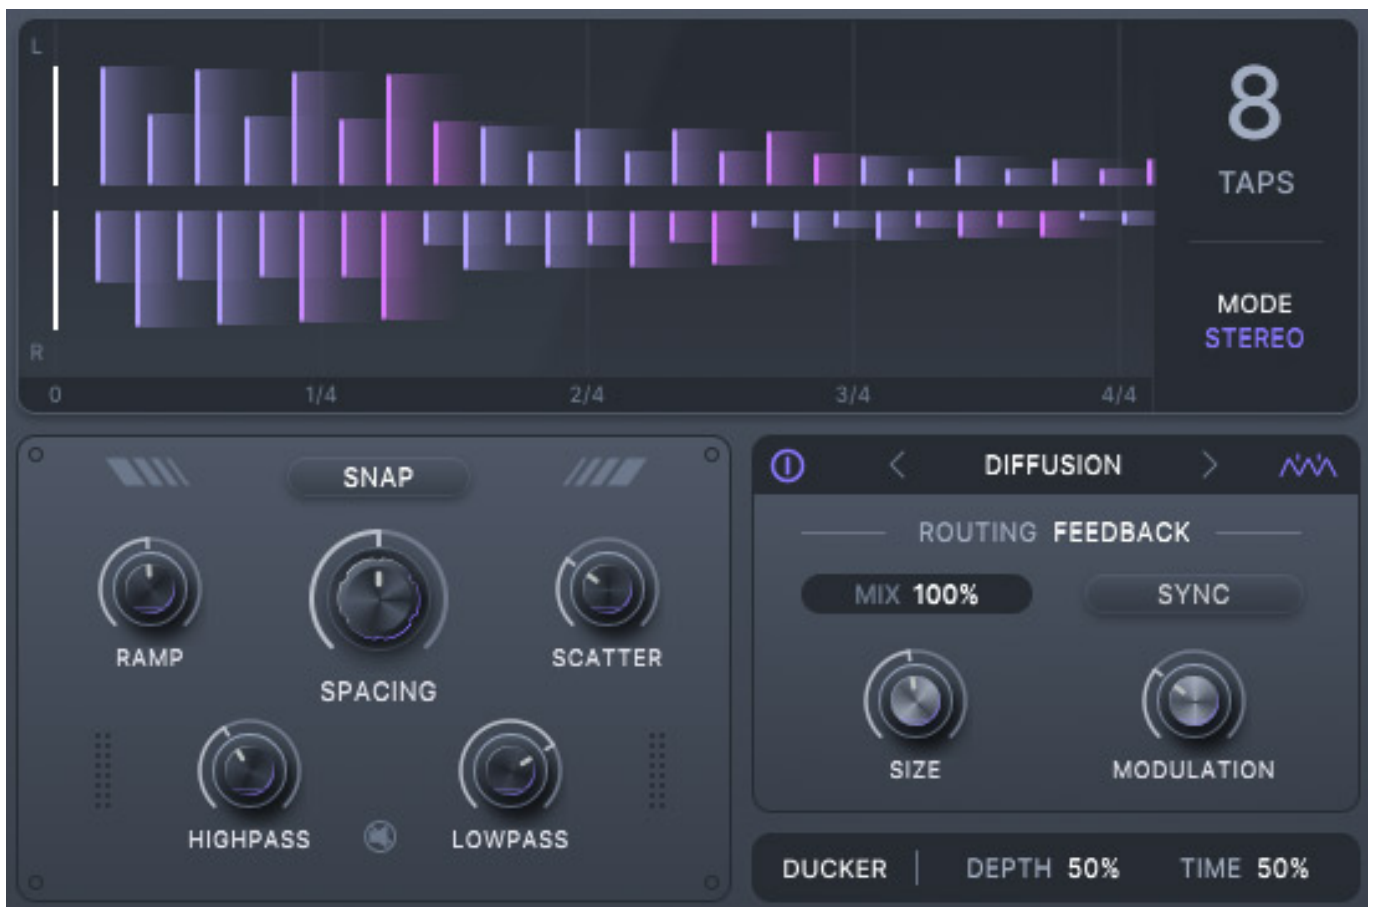 L
8
TAPS
MODE
STEREO
R
0 1/4 2/4 3/4 4/4
SNAP
RAMP
SPACING
SCATTER
HIGHPASS
LOWPASS
DIFFUSION
ROUTING FEEDBACK
MIX 100%
SYNC
SIZE
MODULATION
DUCKER DEPTH 50% TIME 50%